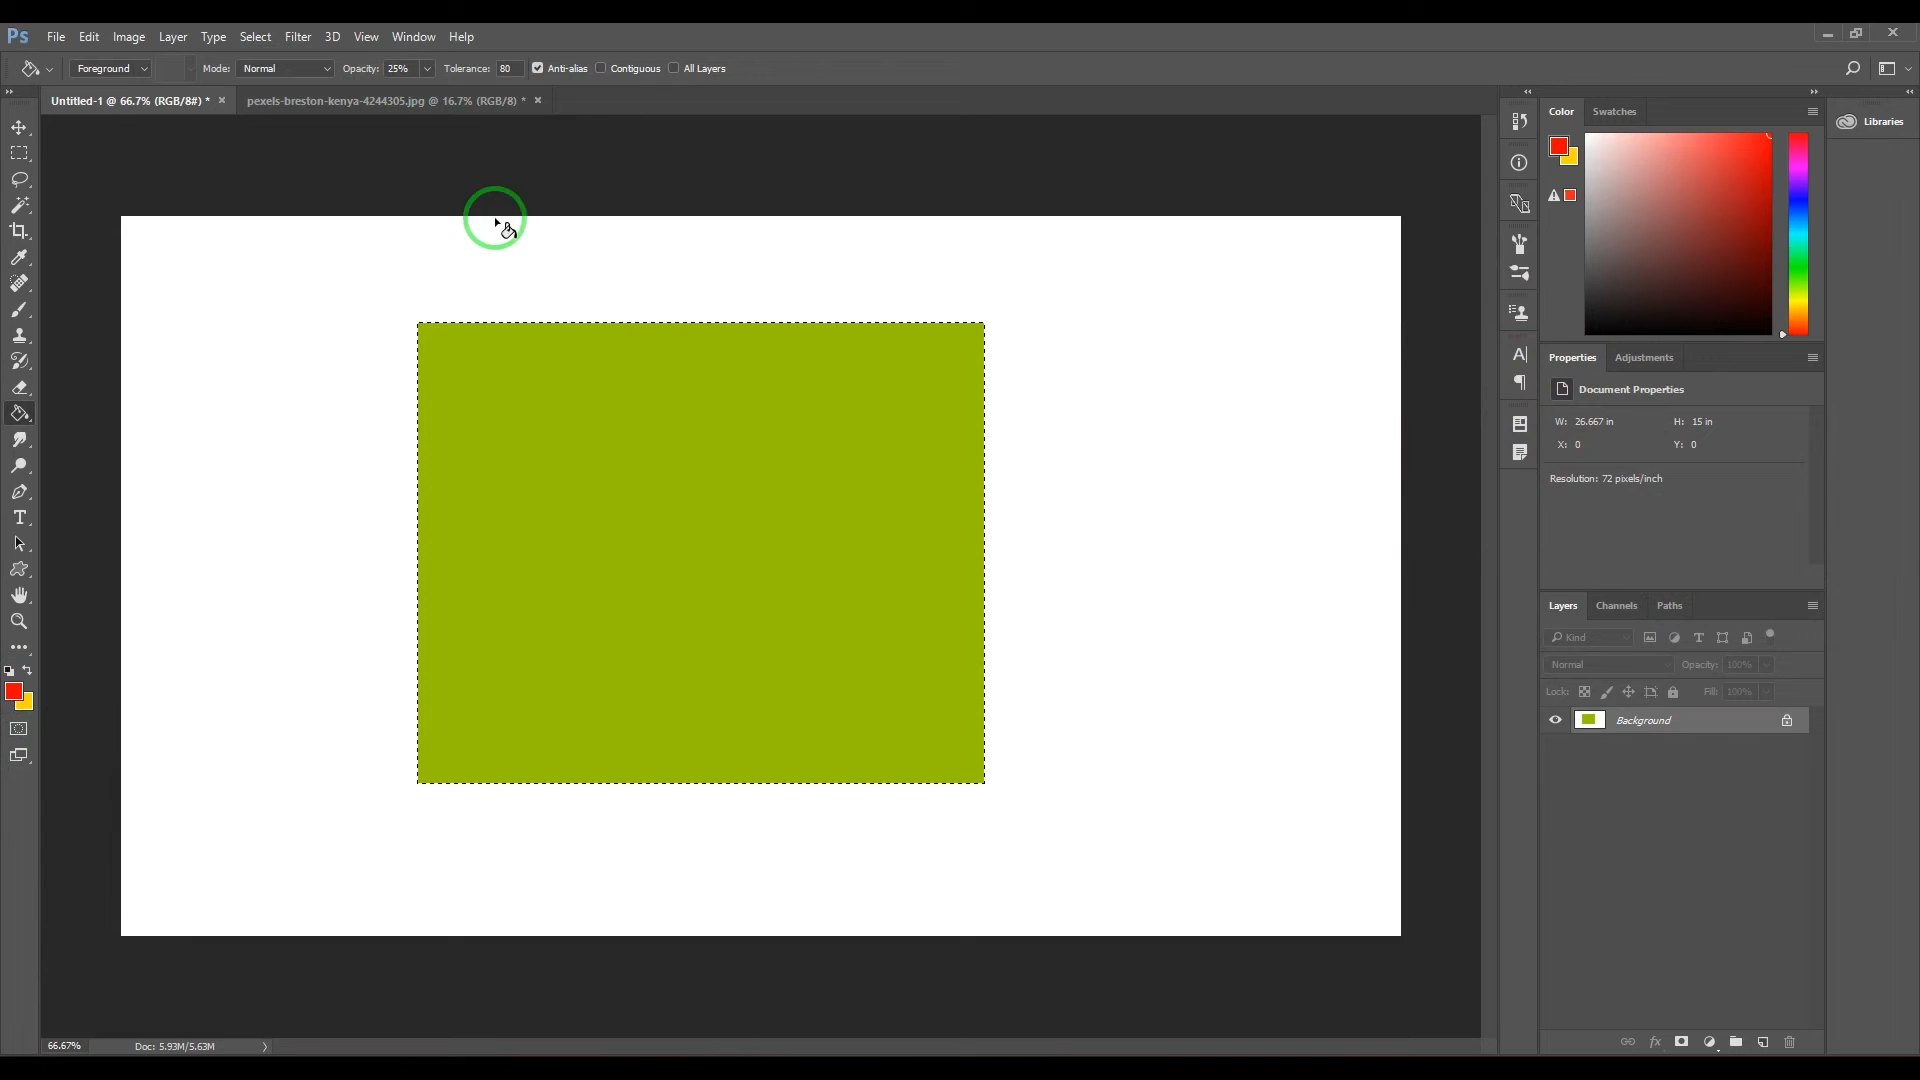 Ps File Edit Image Layer Type Select Filter 3D View Window Help
Foreground Mode: Normal Opacity: 25% Tolerance: 80 Anti-alias Contiguous All Layers
Untitled-1 @ 66.7% (RGB/8#) * × pexels-breston-kenya-4244305.jpg @ 16.7% (RGB/8) * ×
Color Swatches
Libraries
Properties Adjustments
Document Properties
W: 26.667 in H: 15 in
X: 0 Y: 0
Resolution: 72 pixels/inch
Layers Channels Paths
Kind
Normal Opacity: 100%
Lock: Fill: 100%
Background
66.67% Doc: 5.93M/5.63M